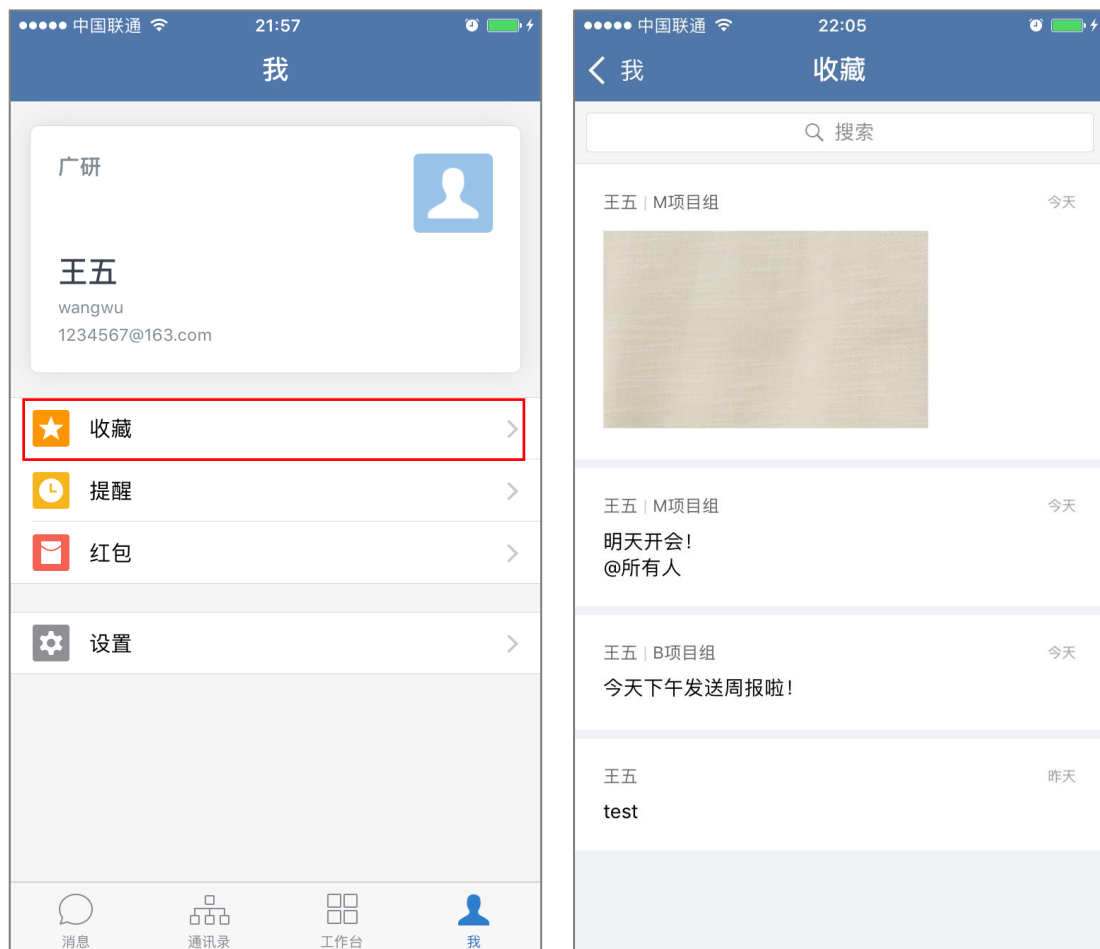 中国联通 21:57
我
广研
王五
wangwu
1234567@163.com
收藏
提醒
红包
设置
消息 通讯录 工作台 我
中国联通 22:05
我 收藏
搜索
王五 | M项目组 今天
王五 | M项目组 今天
明天开会!
@所有人
王五 | B项目组 今天
今天下午发送周报啦!
王五 昨天
test